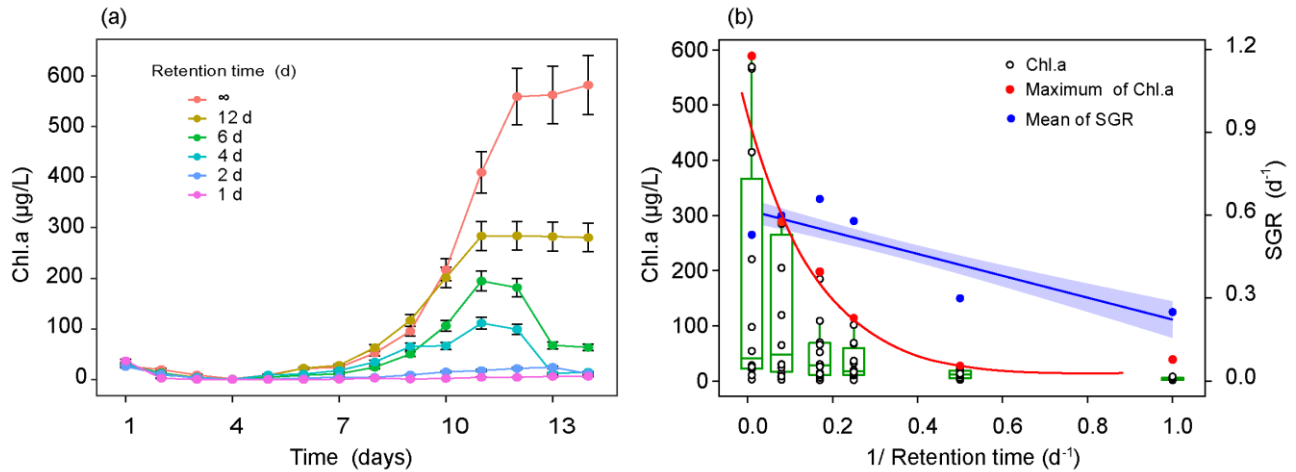 (a)
Chl.a (µg/L)
600
500
400
300
200
100
0
Retention time (d)
∞
12 d
6 d
4 d
2 d
1 d
1
4
7
10
13
Time (days)
(b)
Chl.a (µg/L)
600
500
400
300
200
100
0
Chl.a
Maximum of Chl.a
Mean of SGR
1.2
0.9
0.6
0.3
0.0
SGR (d⁻¹)
0.0
0.2
0.4
0.6
0.8
1.0
1/ Retention time (d⁻¹)